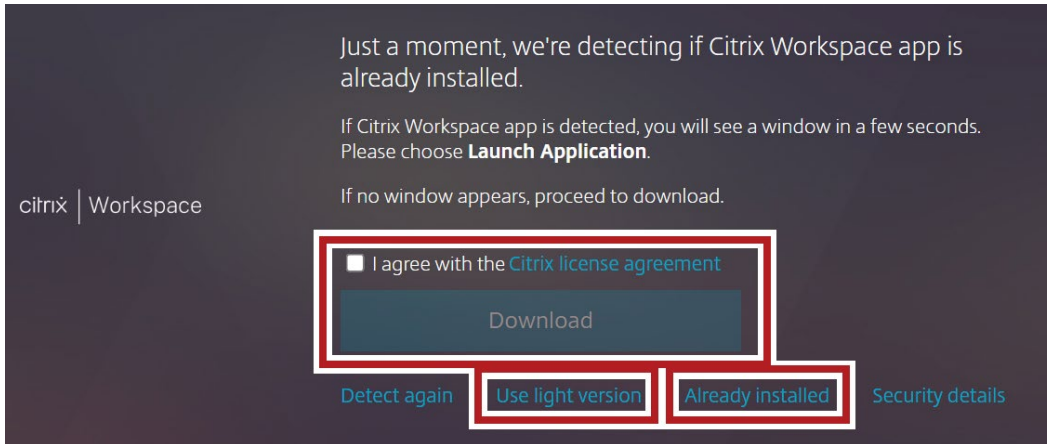 Just a moment, we're detecting if Citrix Workspace app is
already installed.
If Citrix Workspace app is detected, you will see a window in a few seconds.
Please choose Launch Application.
If no window appears, proceed to download.
citrix | Workspace
I agree with the Citrix license agreement
Download
Detect again Use light version Already installed Security details